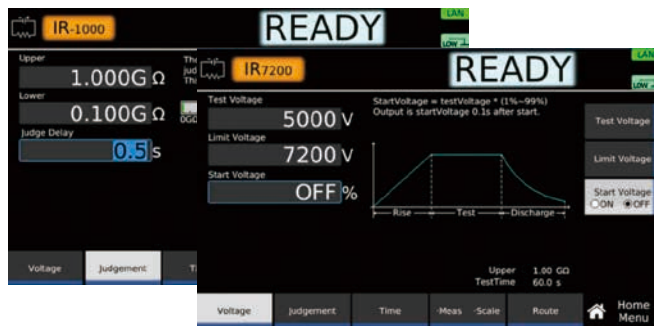 IR-1000
READY
LAN
LOW
Upper
1.000G Ω
Lower
0.100G Ω
Judge Delay
0.5 s
Voltage
Judgement
IR7200
READY
LAN
LOW
Test Voltage
5000 V
Limit Voltage
7200 V
Start Voltage
OFF %
StartVoltage = testVoltage * (1%~99%)
Output is startVoltage 0.1s after start.
Rise
Test
Discharge
Upper 1.00 GΩ
TestTime 60.0 s
Test Voltage
Limit Voltage
Start Voltage
ON OFF
Voltage
Judgement
Time
-Meas -Scale
Route
Home
Menu